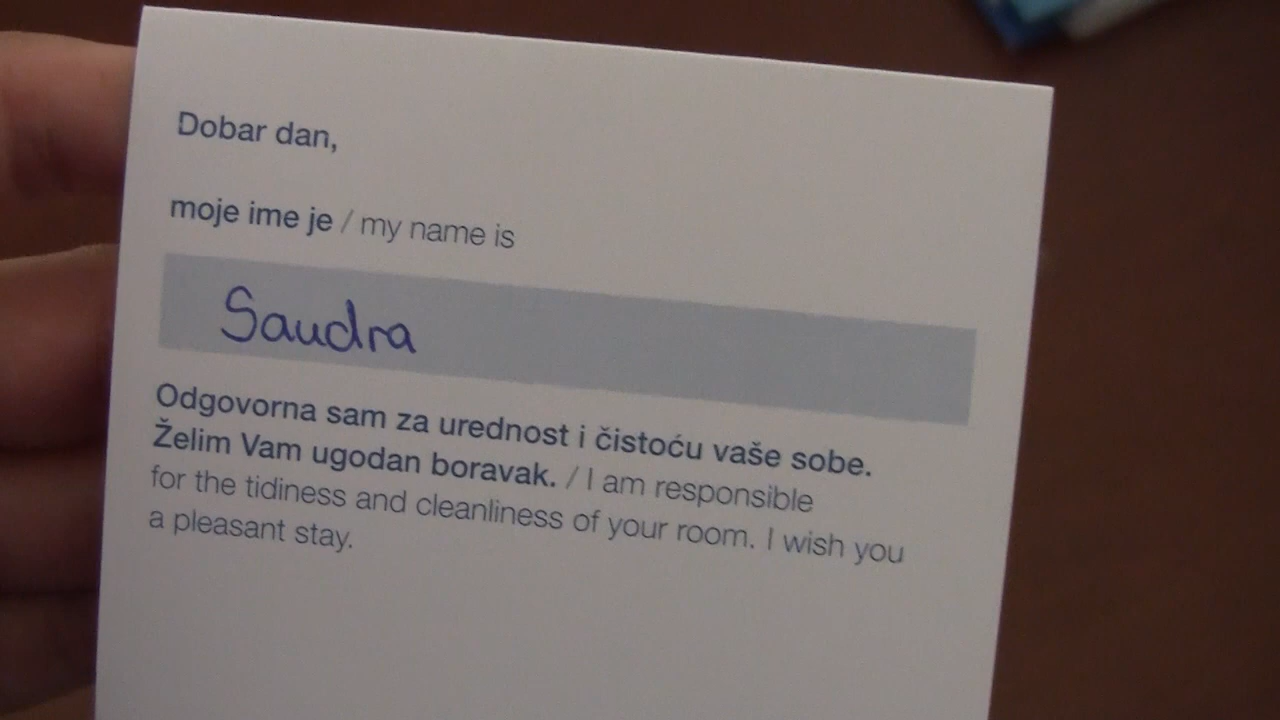 Dobar dan,
moje ime je / my name is
Saudra
Odgovorna sam za urednost i čistoću vaše sobe.
Želim Vam ugodan boravak. / I am responsible
for the tidiness and cleanliness of your room. I wish you
a pleasant stay.